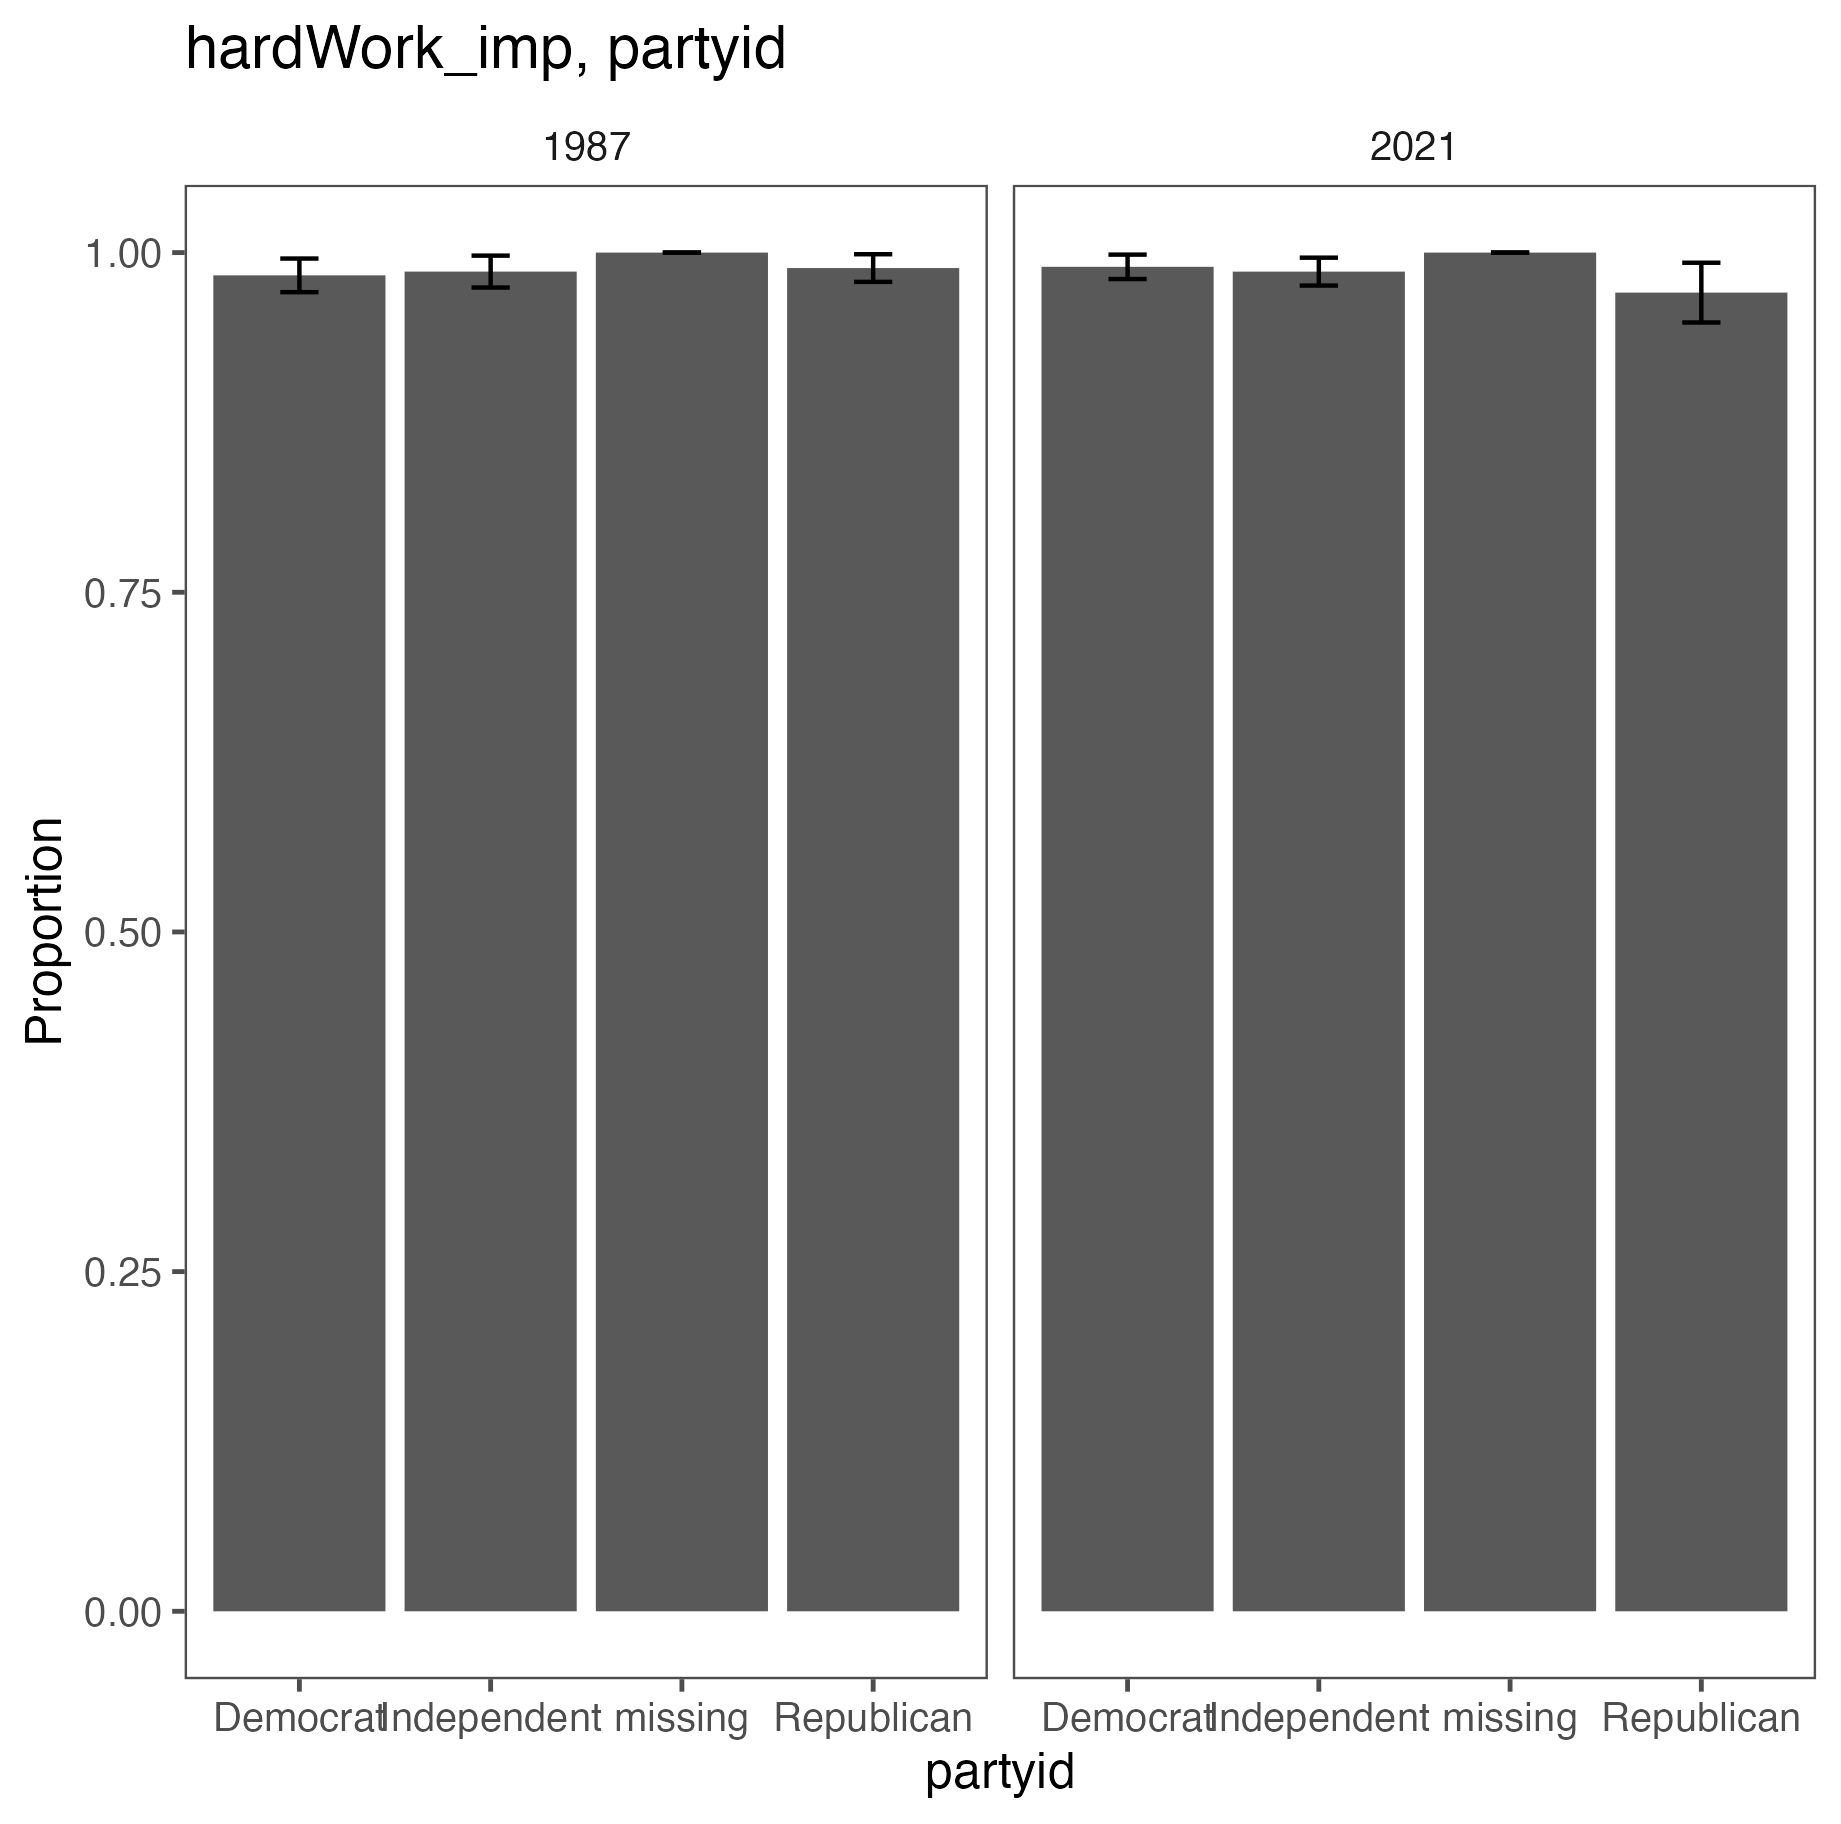 hardWork_imp, partyid
1987 2021
1.00
0.75
0.50
0.25
0.00
Proportion
Democrat Independent missing Republican Democrat Independent missing Republican
partyid